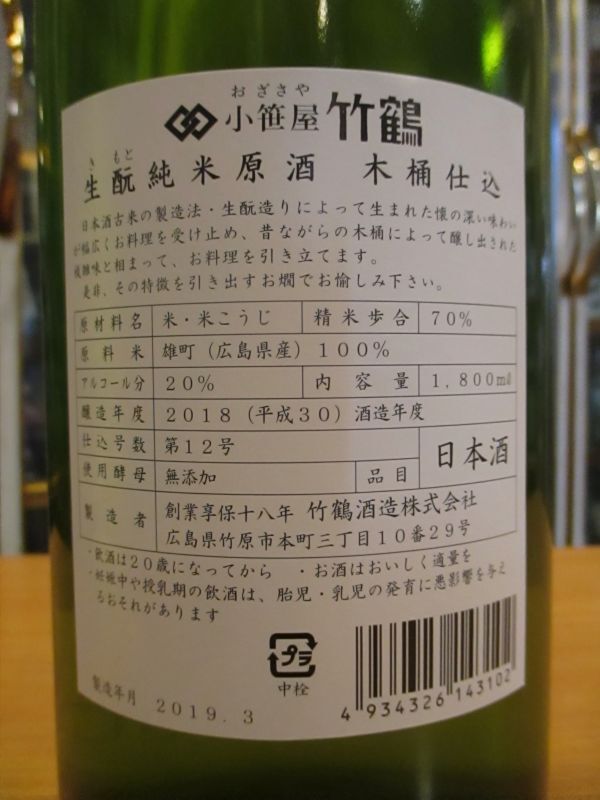 おざさや
小笹屋 竹鶴
きもと
生酛純米原酒 木桶仕込
日本酒古来の製造法・生酛造りによって生まれた懐の深い味わい
が幅広くお料理を受け止め、昔ながらの木桶によって醸し出された
複雑味と相まって、お料理を引き立てます。
是非、その特徴を引き出すお燗でお愉しみ下さい。
原材料名 米・米こうじ 精米歩合 70%
原料米 雄町(広島県産)100%
アルコール分 20% 内容量 1,800mℓ
醸造年度 2018(平成30)酒造年度
仕込号数 第12号
使用酵母 無添加 品目 日本酒
製造者 創業享保十八年 竹鶴酒造株式会社
広島県竹原市本町三丁目10番29号
・飲酒は20歳になってから ・お酒はおいしく適量を
・妊娠中や授乳期の飲酒は、胎児・乳児の発育に悪影響を与え
るおそれがあります
プラ
中栓
製造年月 2019.3
4 934326 143102